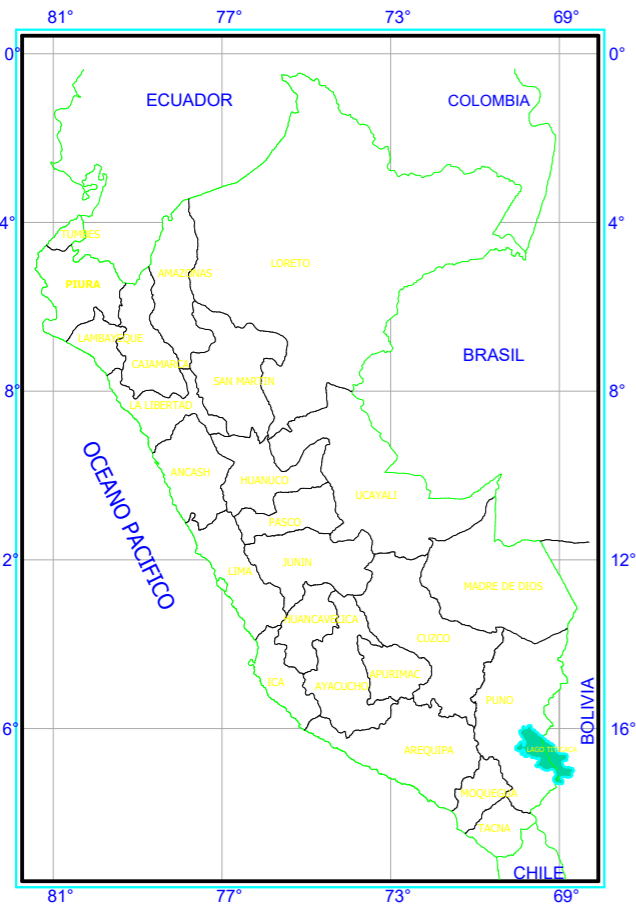 81° 77° 73° 69°
0° 0°
ECUADOR
COLOMBIA
4° 4°
TUMBES
AMAZONAS
LORETO
PIURA
LAMBAYEQUE
BRASIL
CAJAMARCA
SAN MARTIN
8° 8°
LA LIBERTAD
OCEANO PACIFICO
ANCASH
HUANUCO
UCAYALI
PASCO
2° 12°
LIMA
JUNIN
MADRE DE DIOS
HUANCAVELICA
CUZCO
ICA
AYACUCHO
APURIMAC
PUNO
BOLIVIA
6° 16°
AREQUIPA
LAGO TITICACA
MOQUEGUA
TACNA
CHILE
81° 77° 73° 69°